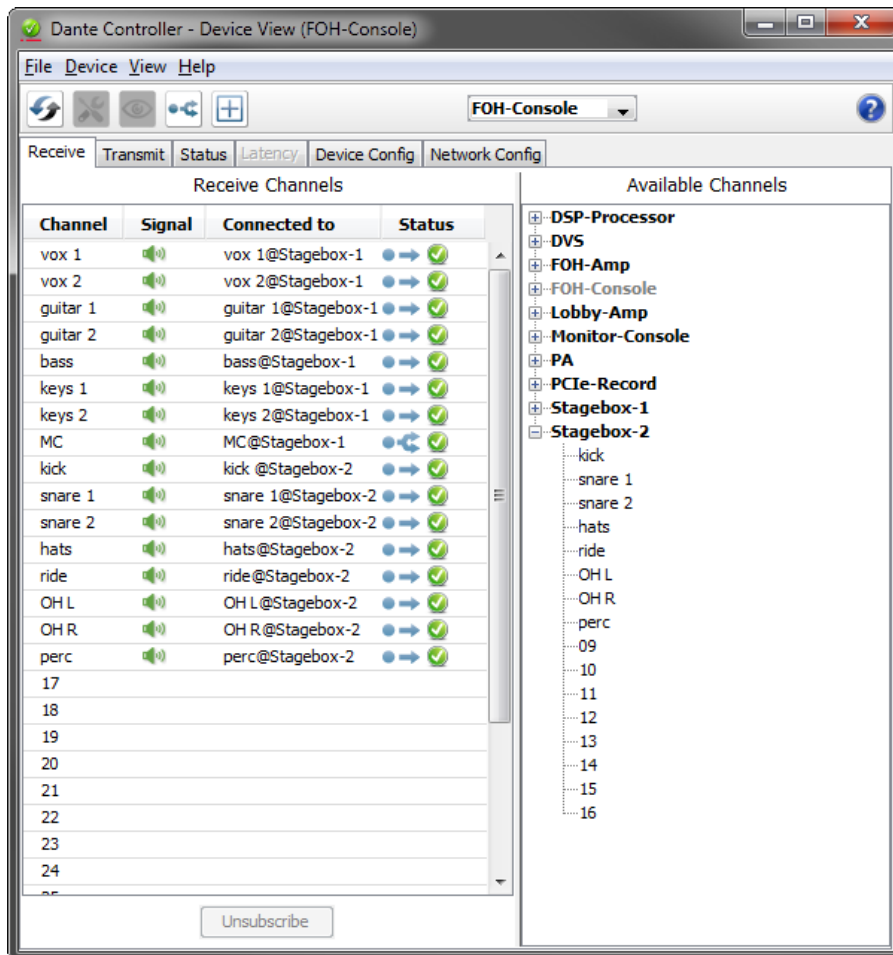 Dante Controller - Device View (FOH-Console)
File Device View Help
FOH-Console
Receive Transmit Status Latency Device Config Network Config
Receive Channels
Channel Signal Connected to Status
vox 1 vox 1@Stagebox-1
vox 2 vox 2@Stagebox-1
guitar 1 guitar 1@Stagebox-1
guitar 2 guitar 2@Stagebox-1
bass bass@Stagebox-1
keys 1 keys 1@Stagebox-1
keys 2 keys 2@Stagebox-1
MC MC@Stagebox-1
kick kick @Stagebox-2
snare 1 snare 1@Stagebox-2
snare 2 snare 2@Stagebox-2
hats hats@Stagebox-2
ride ride@Stagebox-2
OH L OH L@Stagebox-2
OH R OH R@Stagebox-2
perc perc@Stagebox-2
17
18
19
20
21
22
23
24
Unsubscribe
Available Channels
DSP-Processor
DVS
FOH-Amp
FOH-Console
Lobby-Amp
Monitor-Console
PA
PCIe-Record
Stagebox-1
Stagebox-2
kick
snare 1
snare 2
hats
ride
OH L
OH R
perc
09
10
11
12
13
14
15
16